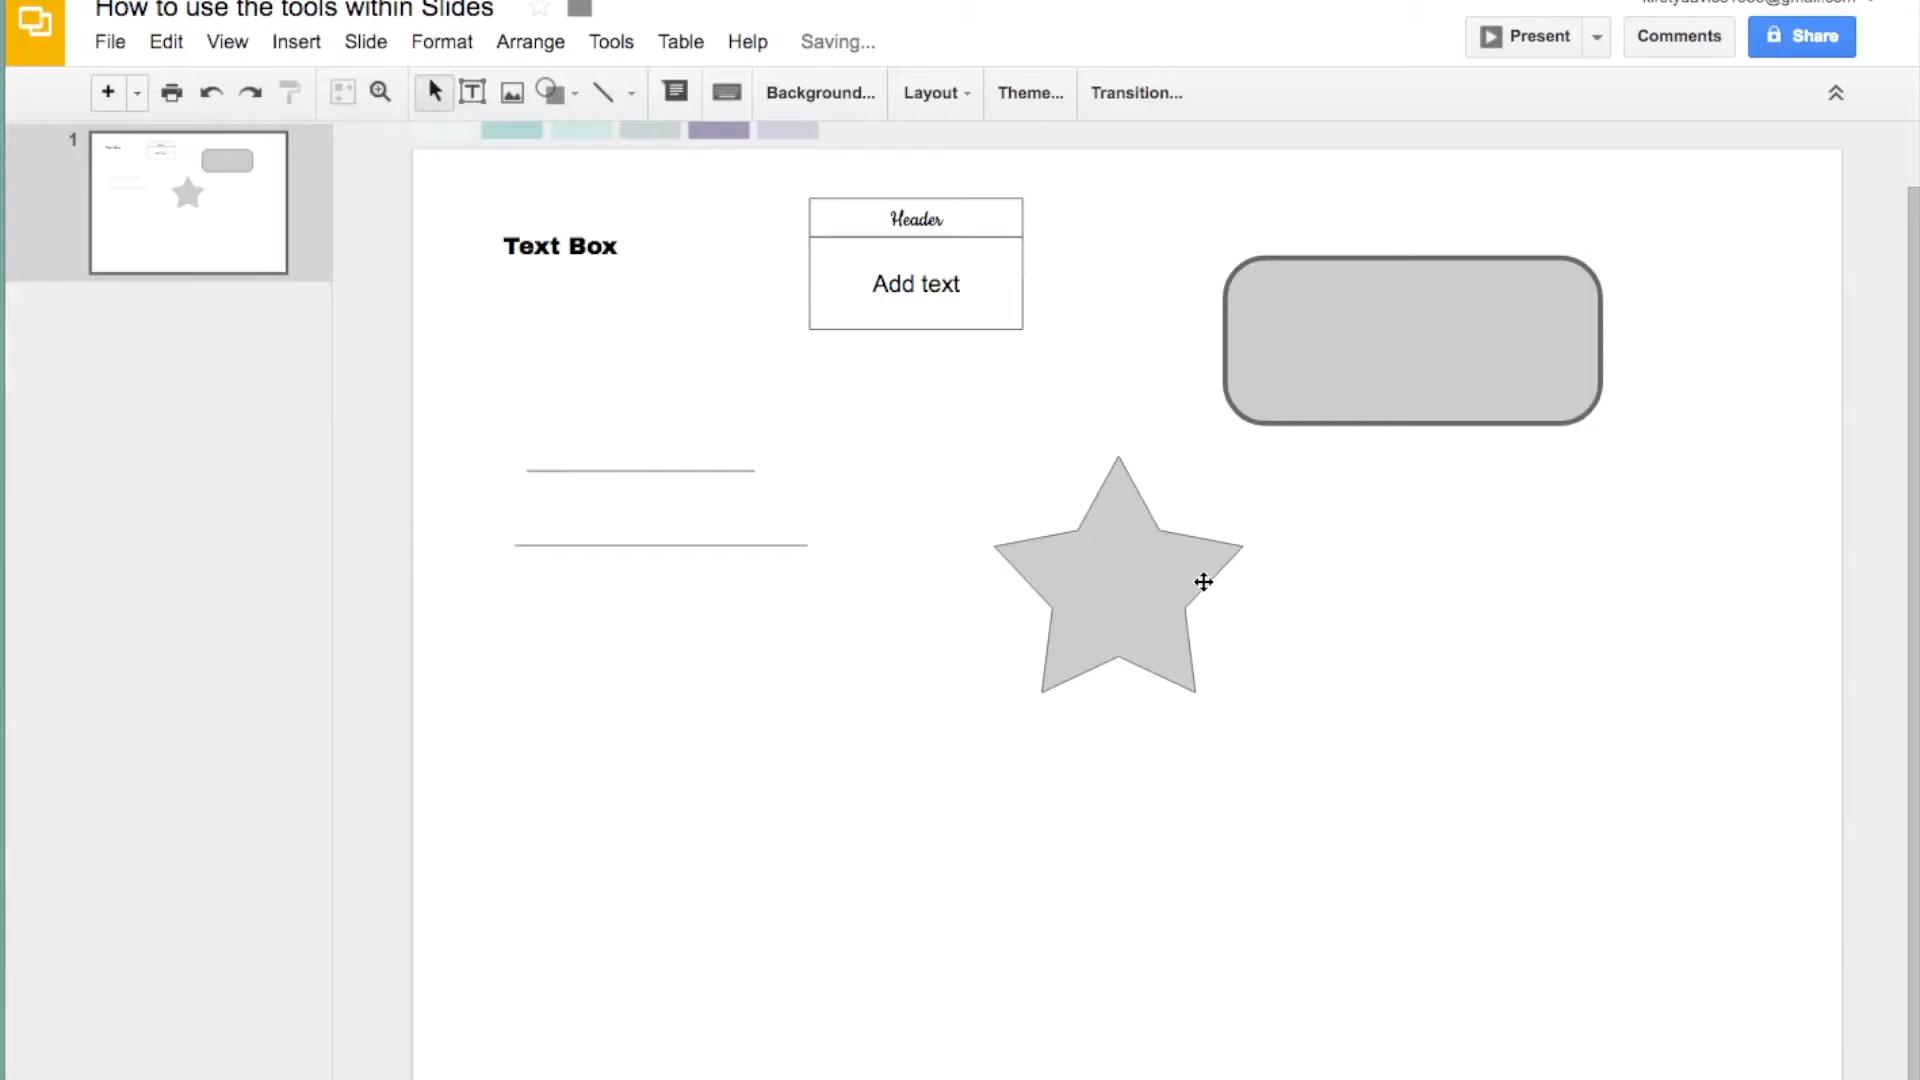 How to use the tools within Slides
File Edit View Insert Slide Format Arrange Tools Table Help Saving...
Present Comments Share
Background... Layout Theme... Transition...
1
Header
Text Box
Add text